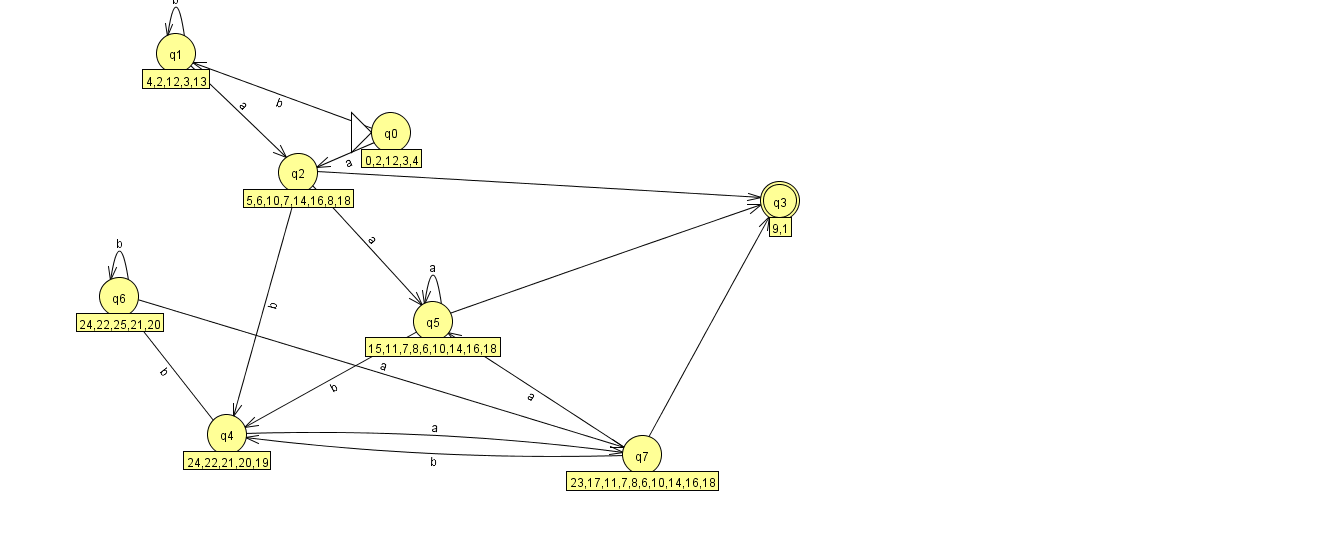 b
q1
4,2,12,3,13
a
b
q0
0,2,12,3,4
a
q2
5,6,10,7,14,16,8,18
q3
9,1
a
b
b
q6
24,22,25,21,20
a
q5
15,11,7,8,6,10,14,16,18
b
a
b
a
q4
24,22,21,20,19
a
b
q7
23,17,11,7,8,6,10,14,16,18